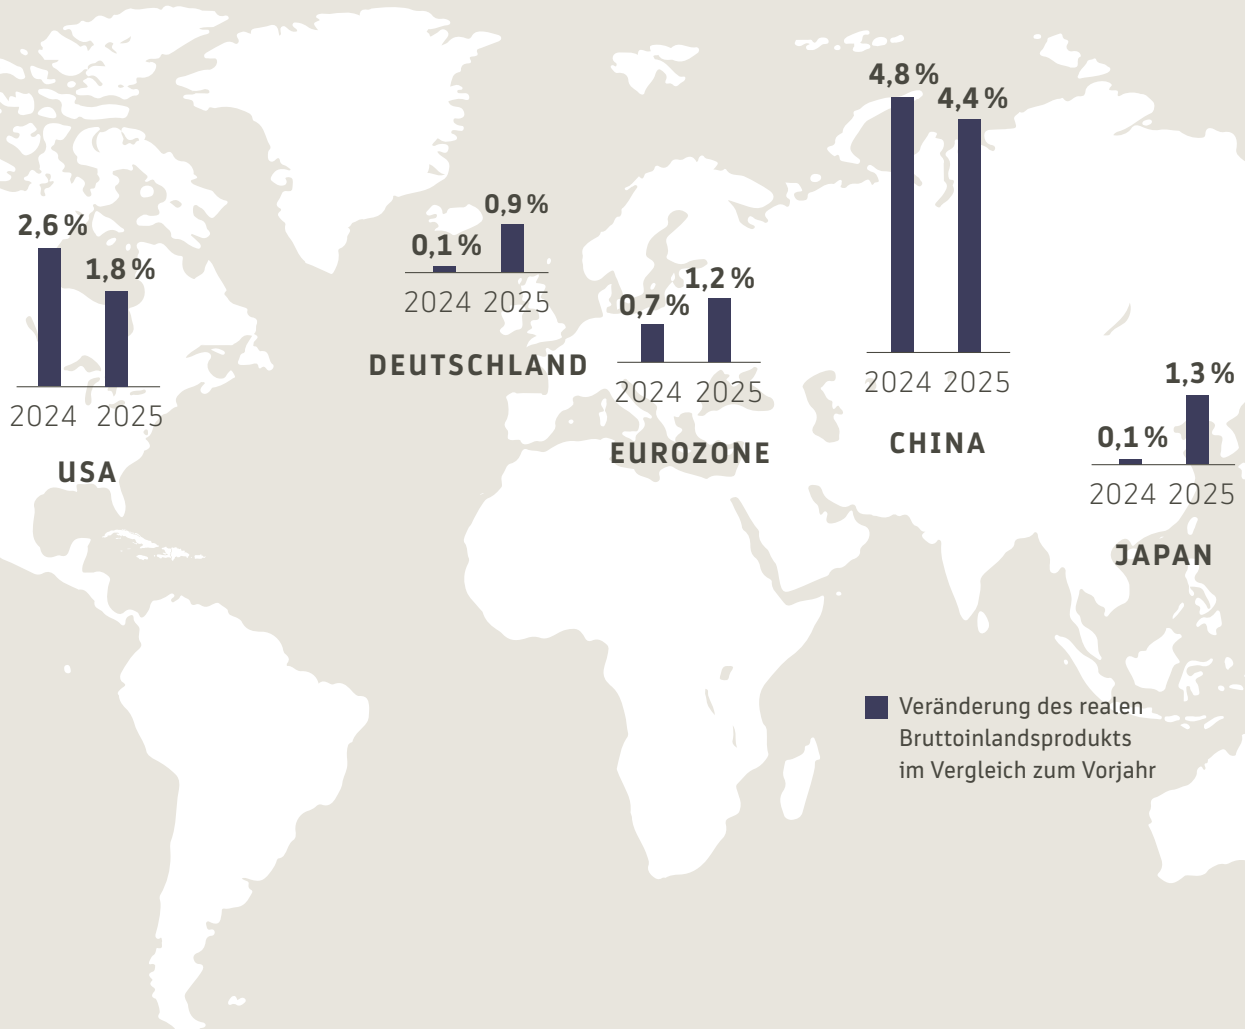 2,6 %
1,8 %
2024 2025
USA
0,1 %
0,9 %
2024 2025
DEUTSCHLAND
0,7 %
1,2 %
2024 2025
EUROZONE
4,8 %
4,4 %
2024 2025
CHINA
0,1 %
1,3 %
2024 2025
JAPAN
Veränderung des realen
Bruttoinlandsprodukts
im Vergleich zum Vorjahr